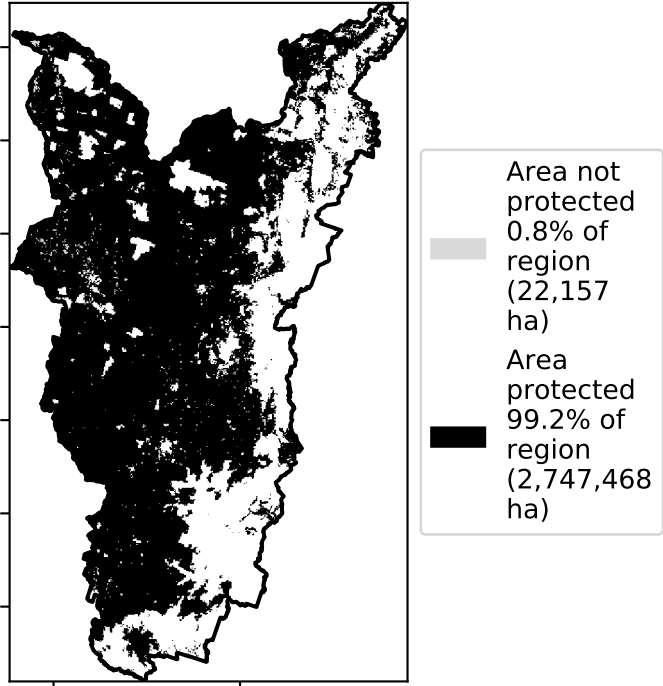 Area not
protected
0.8% of
region
(22,157
ha)
Area
protected
99.2% of
region
(2,747,468
ha)